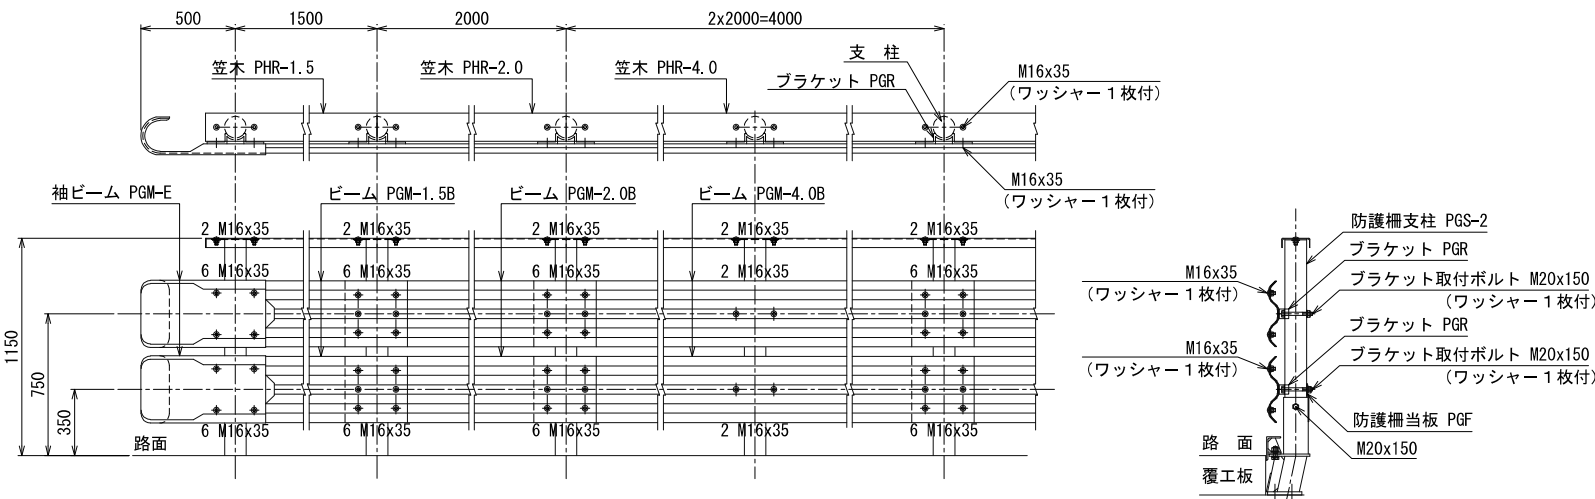 500
1500
2000
2x2000=4000
笠木 PHR-1.5
笠木 PHR-2.0
笠木 PHR-4.0
支　柱
ブラケット PGR
M16x35
（ワッシャー１枚付）
M16x35
（ワッシャー１枚付）
袖ビーム PGM-E
ビーム PGM-1.5B
ビーム PGM-2.0B
ビーム PGM-4.0B
2 M16x35
2 M16x35
2 M16x35
2 M16x35
2 M16x35
6 M16x35
6 M16x35
6 M16x35
2 M16x35
6 M16x35
1150
750
350
6 M16x35
6 M16x35
6 M16x35
2 M16x35
6 M16x35
路面
防護柵支柱 PGS-2
ブラケット PGR
M16x35
（ワッシャー１枚付）
ブラケット取付ボルト M20x150
（ワッシャー１枚付）
ブラケット PGR
M16x35
（ワッシャー１枚付）
ブラケット取付ボルト M20x150
（ワッシャー１枚付）
防護柵当板 PGF
M20x150
路　面
覆工板